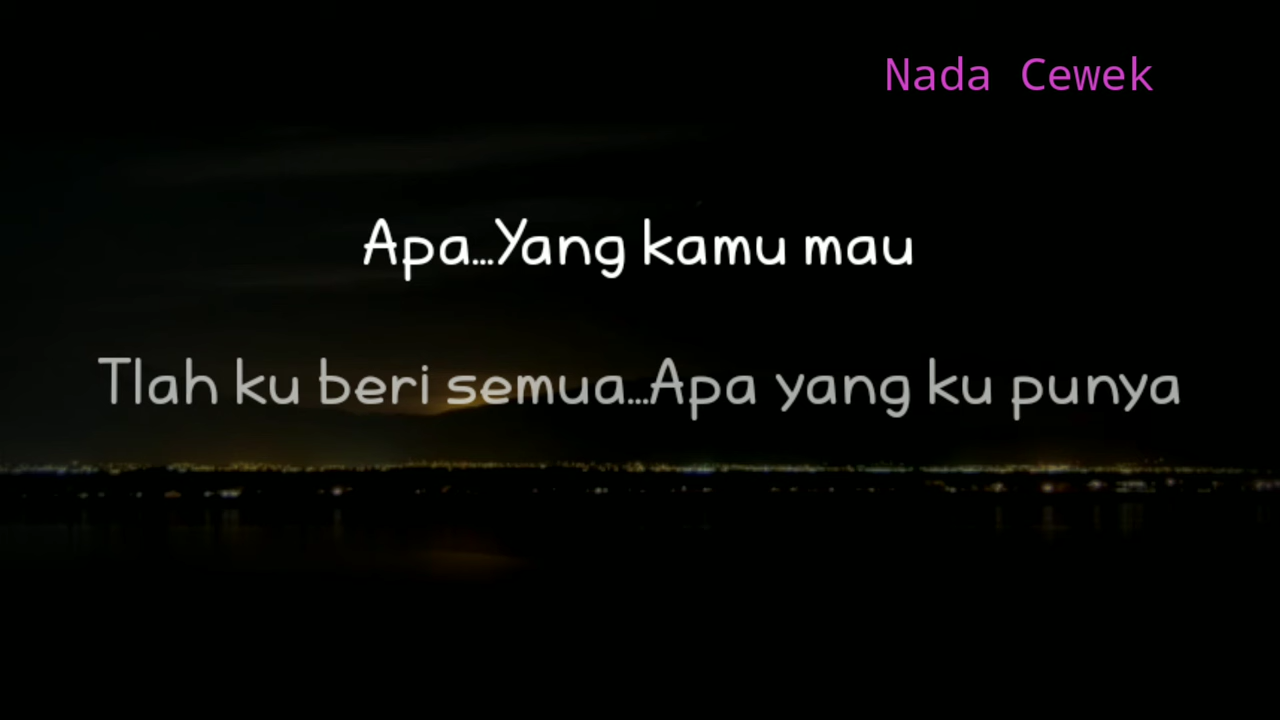 Nada Cewek
Apa...Yang kamu mau
Tlah ku beri semua...Apa yang ku punya